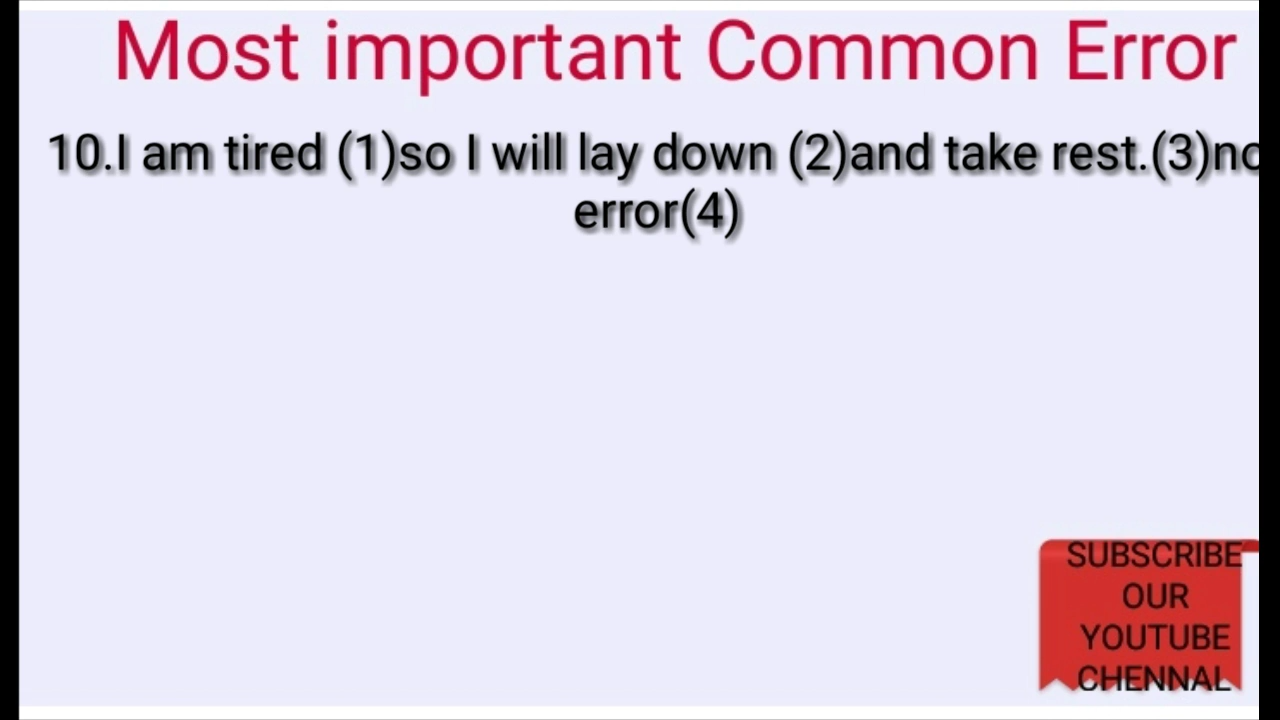 Most important Common Error
10.I am tired (1)so I will lay down (2)and take rest.(3)no
error(4)
SUBSCRIBE
OUR
YOUTUBE
CHENNAL